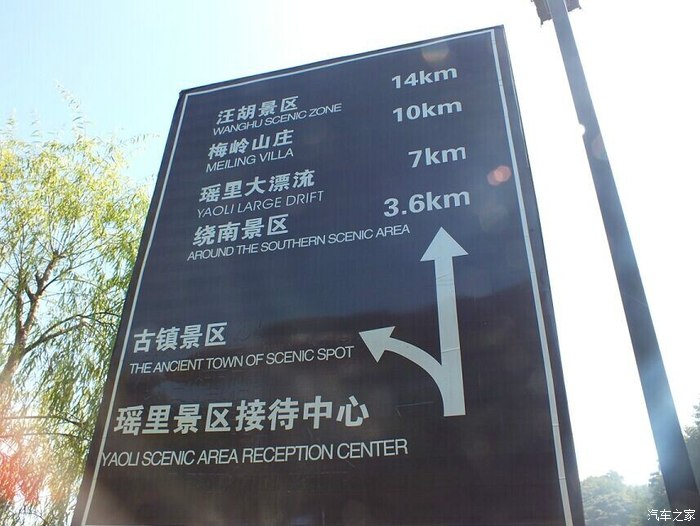 汪胡景区 14km
WANGHU SCENIC ZONE
梅岭山庄 10km
MEILING VILLA
瑶里大漂流 7km
YAOLI LARGE DRIFT
绕南景区 3.6km
AROUND THE SOUTHERN SCENIC AREA
古镇景区
THE ANCIENT TOWN OF SCENIC SPOT
瑶里景区接待中心
YAOLI SCENIC AREA RECEPTION CENTER
汽车之家